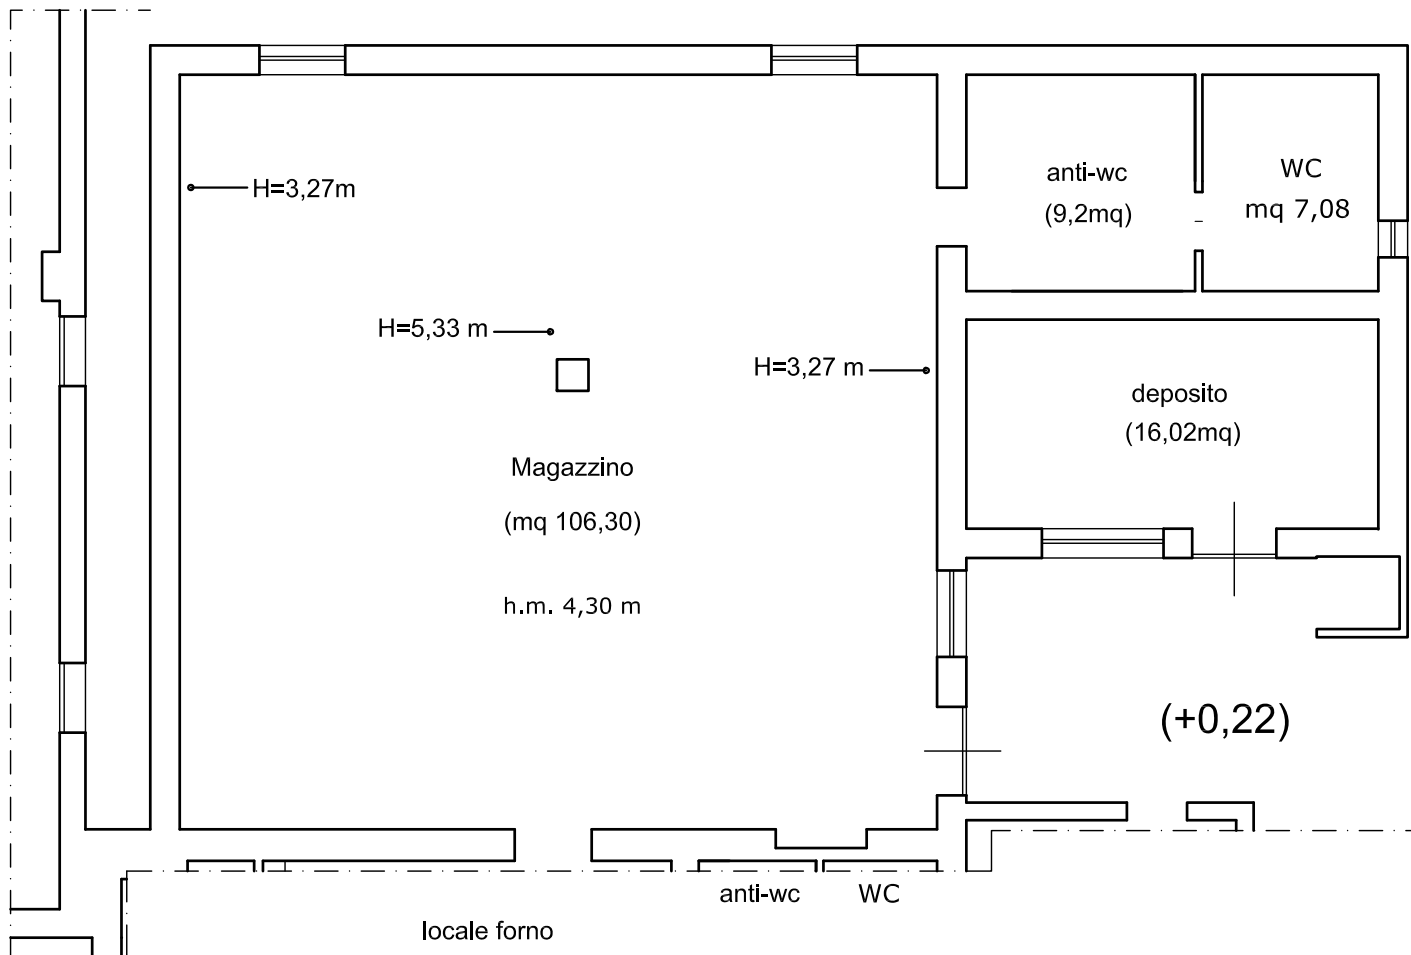 H=3,27m
anti-wc
(9,2mq)
WC
mq 7,08
H=5,33 m
H=3,27 m
deposito
(16,02mq)
Magazzino
(mq 106,30)
h.m. 4,30 m
(+0,22)
anti-wc
WC
locale forno